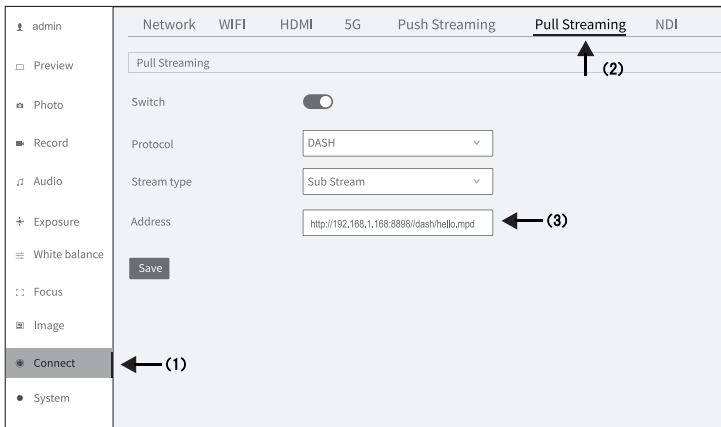 admin
Network WIFI HDMI 5G Push Streaming Pull Streaming NDI
Preview
Pull Streaming
(2)
Photo
Switch
Record
Protocol
DASH
Audio
Stream type
Sub Stream
Exposure
Address
http://192.168.1.168:8898//dash/hello.mpd
(3)
White balance
Save
Focus
Image
Connect
(1)
System